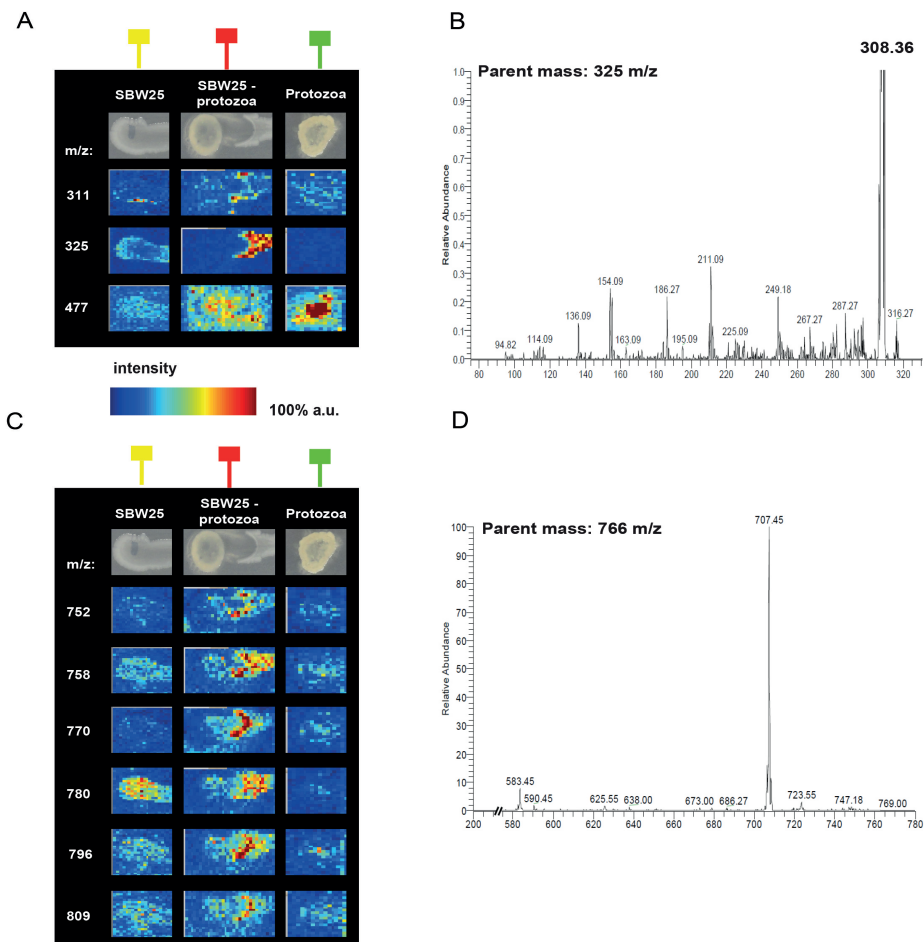 A
SBW25
SBW25 -
protozoa
Protozoa
m/z:
311
325
477
intensity
100% a.u.
B
308.36
Parent mass: 325 m/z
Relative Abundance
1.0
0.9
0.8
0.7
0.6
0.5
0.4
0.3
0.2
0.1
0.0
94.82
114.09
136.09
154.09
163.09
186.27
195.09
211.09
225.09
249.18
267.27
287.27
316.27
80 100 120 140 160 180 200 220 240 260 280 300 320
C
SBW25
SBW25 -
protozoa
Protozoa
m/z:
752
758
770
780
796
809
D
Parent mass: 766 m/z
Relative Abundance
100
90
80
70
60
50
40
30
20
10
0
707.45
583.45
590.45
625.55
638.00
673.00
686.27
723.55
747.18
769.00
200 580 600 620 640 660 680 700 720 740 760 780